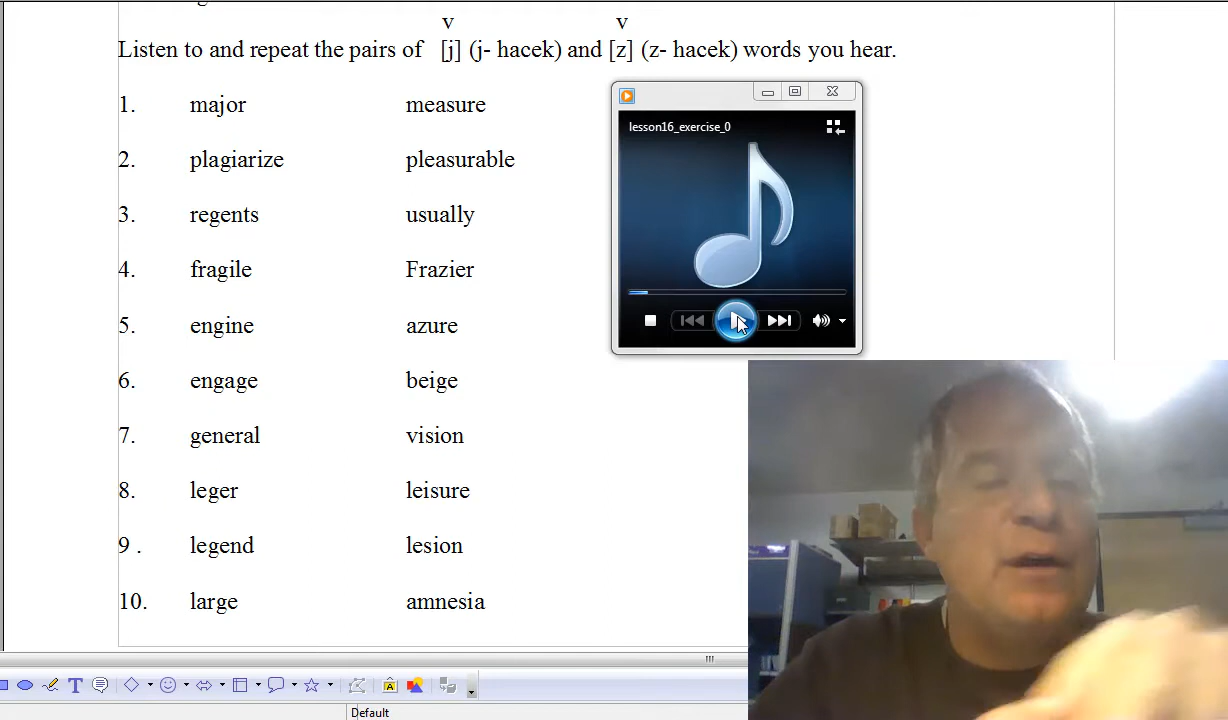 v v
Listen to and repeat the pairs of [j] (j- hacek) and [z] (z- hacek) words you hear.
1. major measure
2. plagiarize pleasurable
3. regents usually
4. fragile Frazier
5. engine azure
6. engage beige
7. general vision
8. leger leisure
9 . legend lesion
10. large amnesia
lesson16_exercise_0
Default